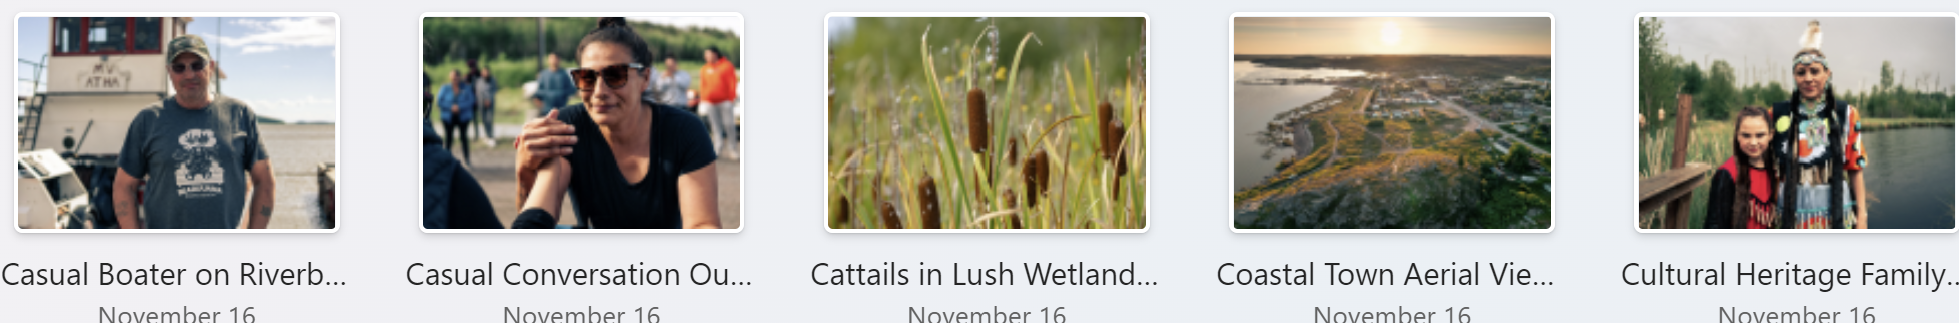 MV
ATHA
Casual Boater on Riverb...
Casual Conversation Ou...
Cattails in Lush Wetland...
Coastal Town Aerial Vie...
Cultural Heritage Family...
November 16
November 16
November 16
November 16
November 16